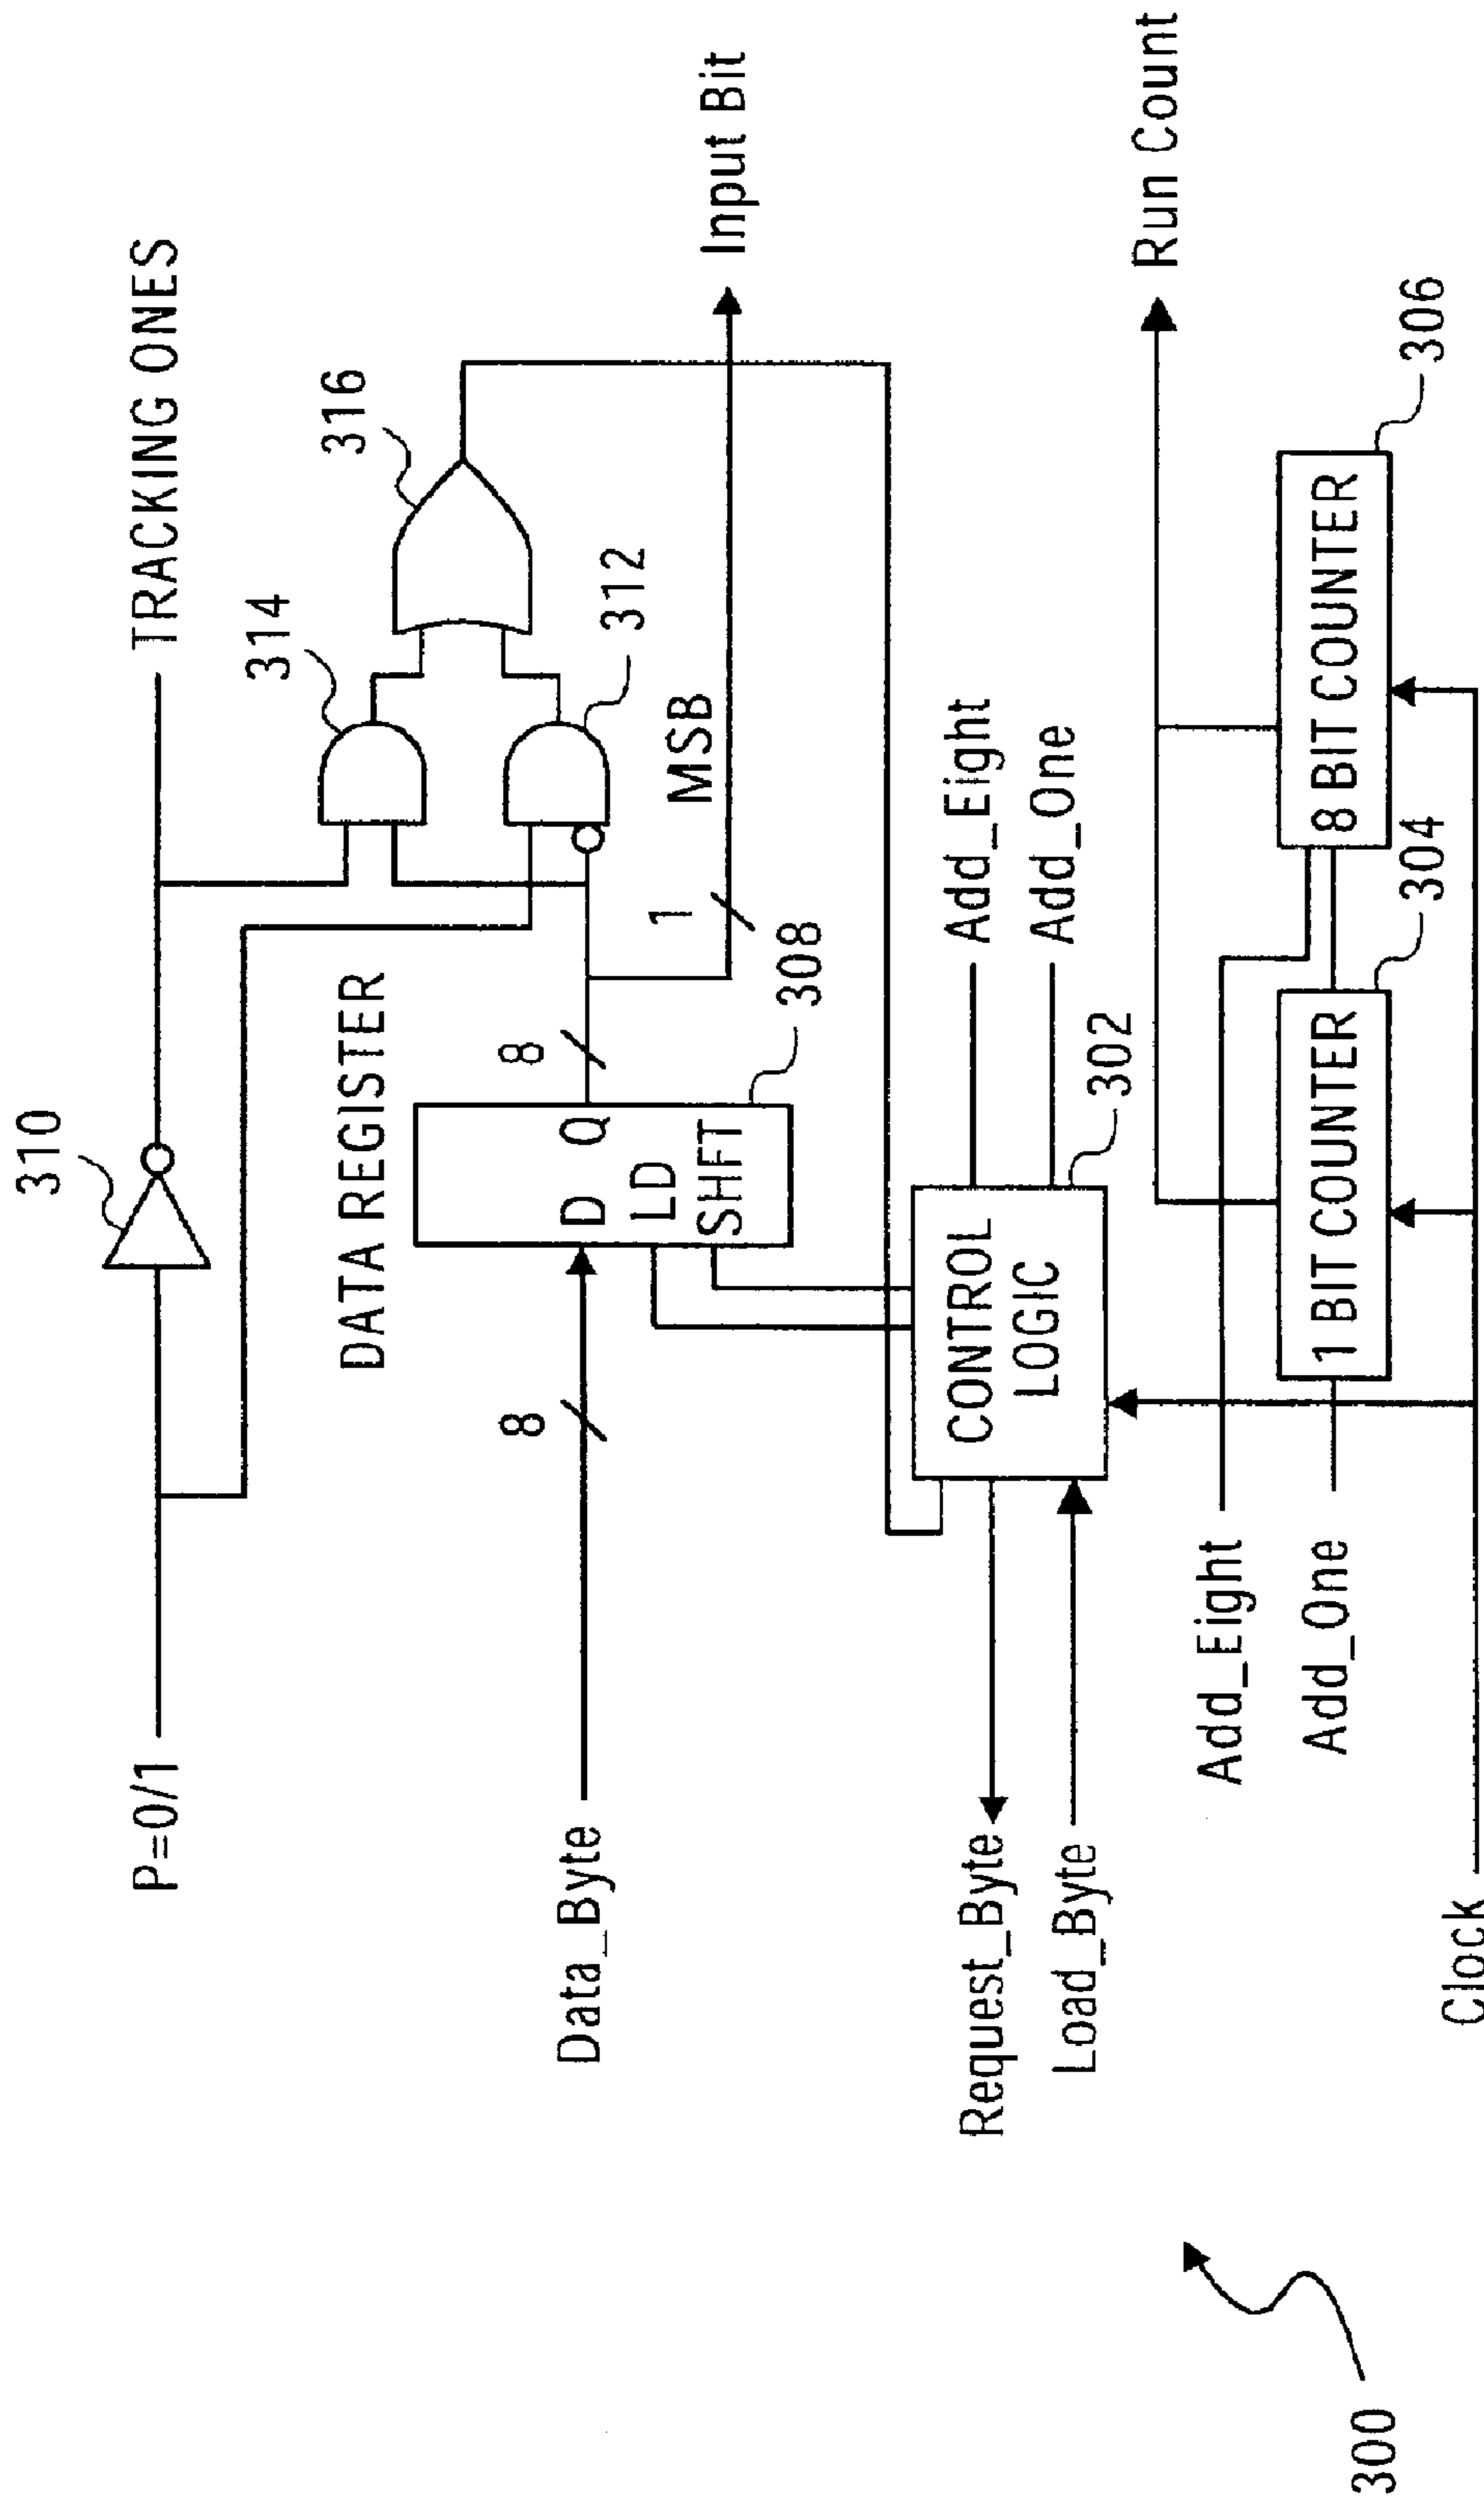 310
P=0/1
TRACKING ONES
314
316
DATA REGISTER
312
8
D Q
LD
SHFT
8
MSB
1
Data_Byte
308
Input Bit
CONTROL
LOGIC
Add_Eight
Add_One
302
Request_Byte
Load_Byte
Run Count
Add_Eight
Add_One
1 BIT COUNTER
304
8 BIT COUNTER
306
Clock
300